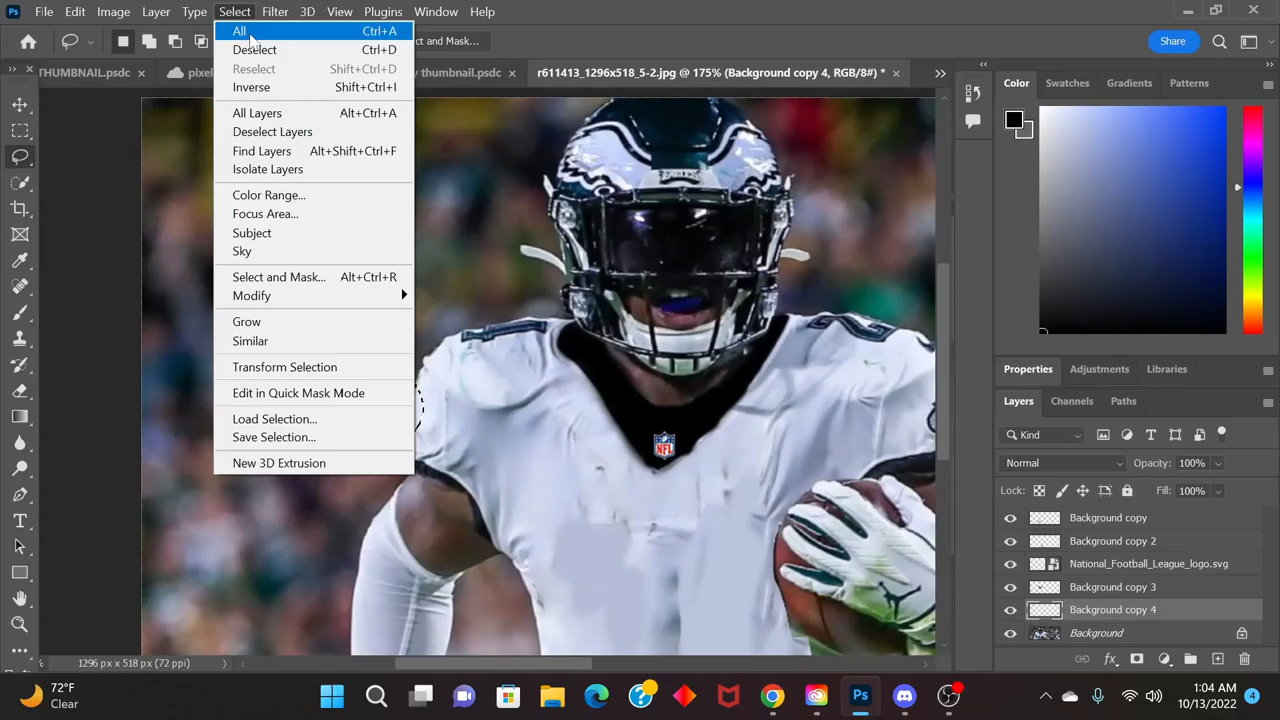 Ps File Edit Image Layer Type Select Filter 3D View Plugins Window Help
ct and Mask... Share
THUMBNAIL.psdc × pixel thumbnail.psdc × r611413_1296x518_5-2.jpg @ 175% (Background copy 4, RGB/8#) * ×
All Ctrl+A
Deselect Ctrl+D
Reselect Shift+Ctrl+D
Inverse Shift+Ctrl+I
All Layers Alt+Ctrl+A
Deselect Layers
Find Layers Alt+Shift+Ctrl+F
Isolate Layers
Color Range...
Focus Area...
Subject
Sky
Select and Mask... Alt+Ctrl+R
Modify
Grow
Similar
Transform Selection
Edit in Quick Mask Mode
Load Selection...
Save Selection...
New 3D Extrusion
EAGLES
NFL
Color Swatches Gradients Patterns
Properties Adjustments Libraries
Layers Channels Paths
Kind
Normal Opacity: 100%
Lock: Fill: 100%
Background copy
Background copy 2
National_Football_League_logo.svg
Background copy 3
Background copy 4
Background
1296 px x 518 px (72 ppi)
72°F
Clear
Ps
1:04 AM
10/13/2022
4